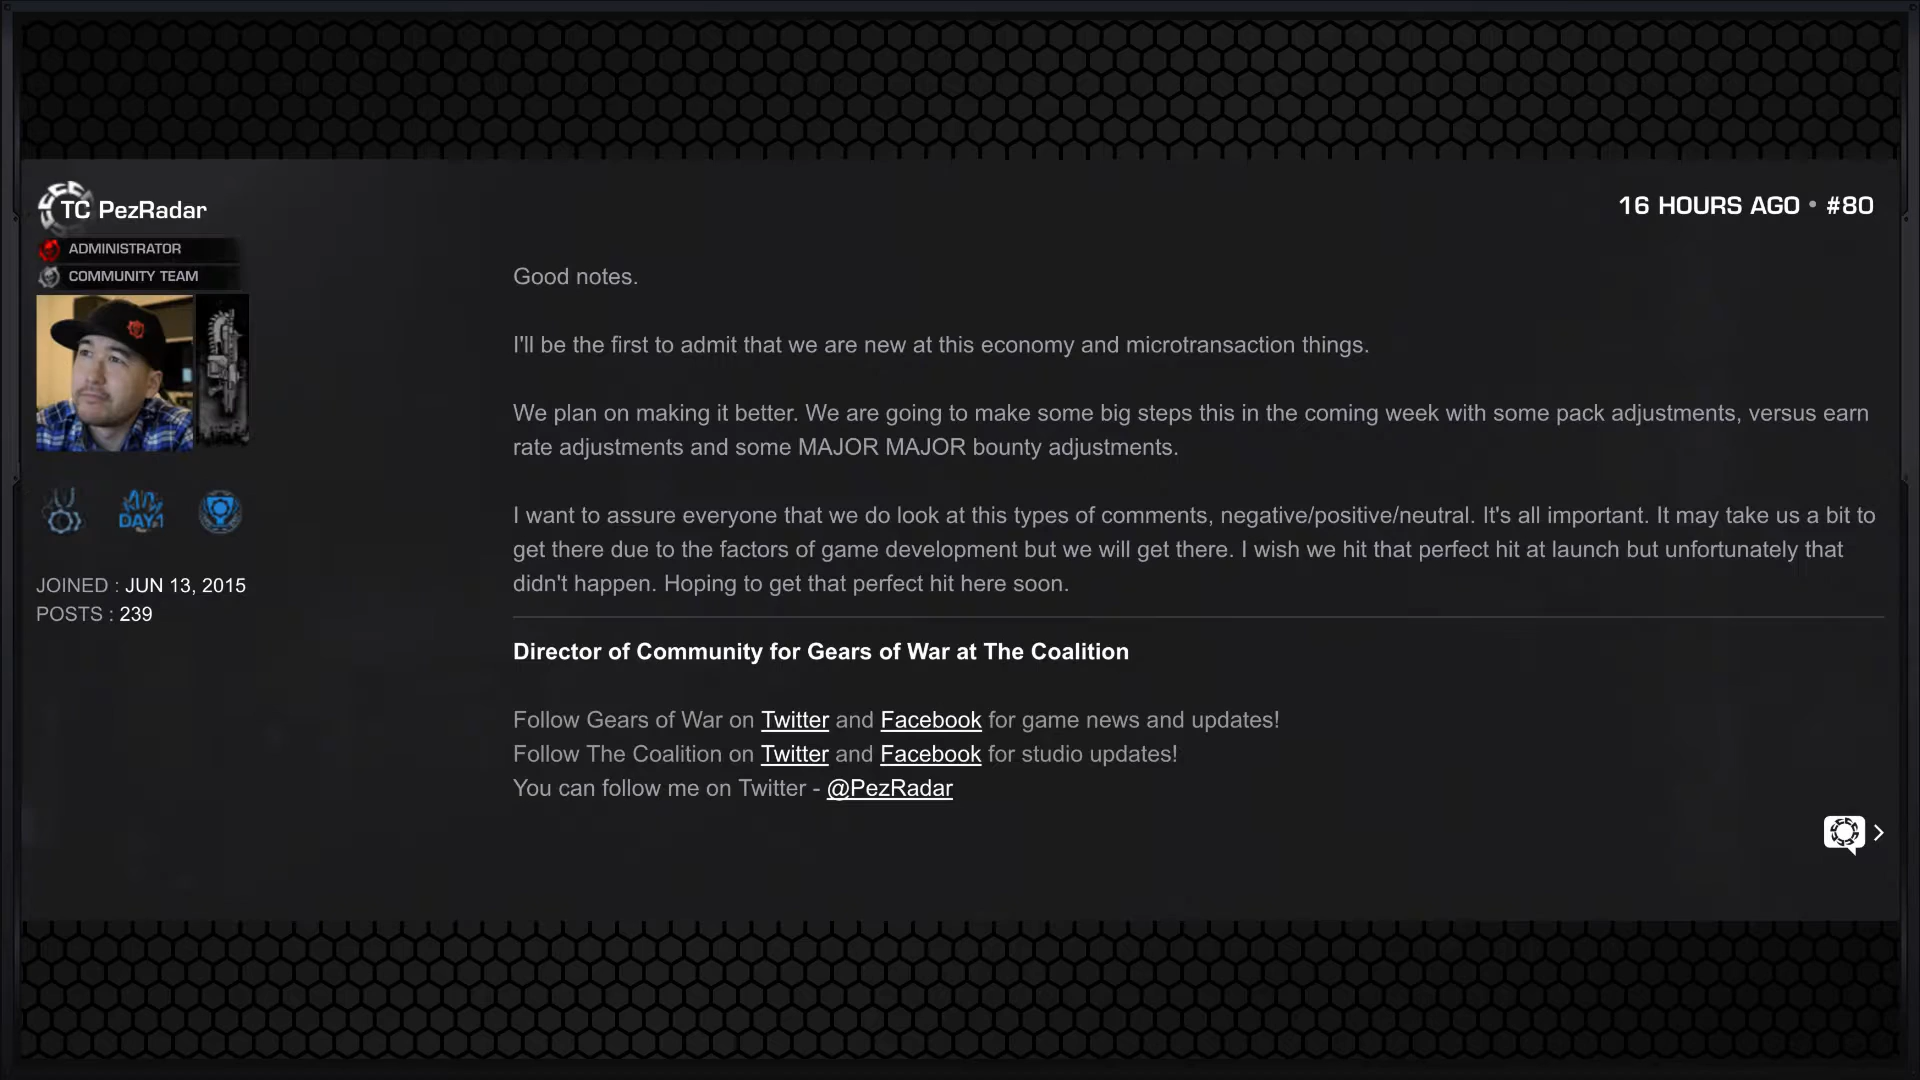 TC PezRadar
16 HOURS AGO • #80
ADMINISTRATOR
COMMUNITY TEAM
DAY 1
JOINED : JUN 13, 2015
POSTS : 239
Good notes.
I'll be the first to admit that we are new at this economy and microtransaction things.
We plan on making it better. We are going to make some big steps this in the coming week with some pack adjustments, versus earn
rate adjustments and some MAJOR MAJOR bounty adjustments.
I want to assure everyone that we do look at this types of comments, negative/positive/neutral. It's all important. It may take us a bit to
get there due to the factors of game development but we will get there. I wish we hit that perfect hit at launch but unfortunately that
didn't happen. Hoping to get that perfect hit here soon.
Director of Community for Gears of War at The Coalition
Follow Gears of War on Twitter and Facebook for game news and updates!
Follow The Coalition on Twitter and Facebook for studio updates!
You can follow me on Twitter - @PezRadar